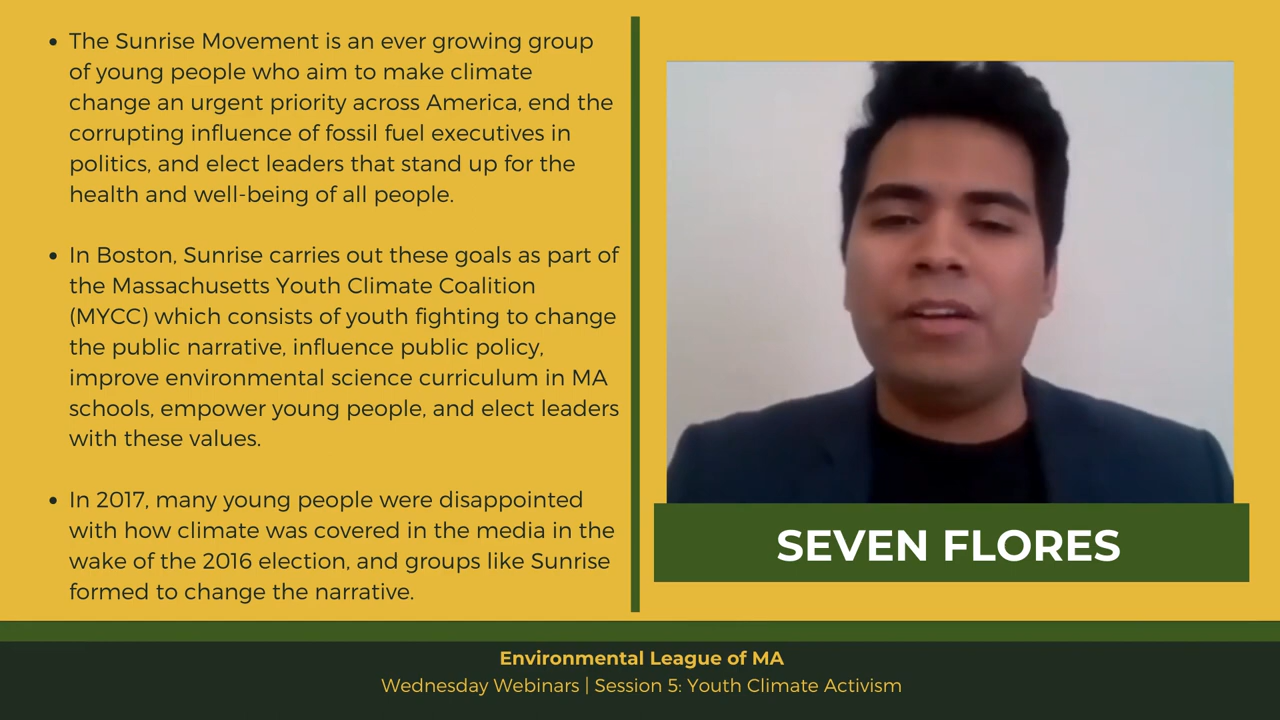 • The Sunrise Movement is an ever growing group
of young people who aim to make climate
change an urgent priority across America, end the
corrupting influence of fossil fuel executives in
politics, and elect leaders that stand up for the
health and well-being of all people.
• In Boston, Sunrise carries out these goals as part of
the Massachusetts Youth Climate Coalition
(MYCC) which consists of youth fighting to change
the public narrative, influence public policy,
improve environmental science curriculum in MA
schools, empower young people, and elect leaders
with these values.
• In 2017, many young people were disappointed
with how climate was covered in the media in the
wake of the 2016 election, and groups like Sunrise
formed to change the narrative.
SEVEN FLORES
Environmental League of MA
Wednesday Webinars | Session 5: Youth Climate Activism